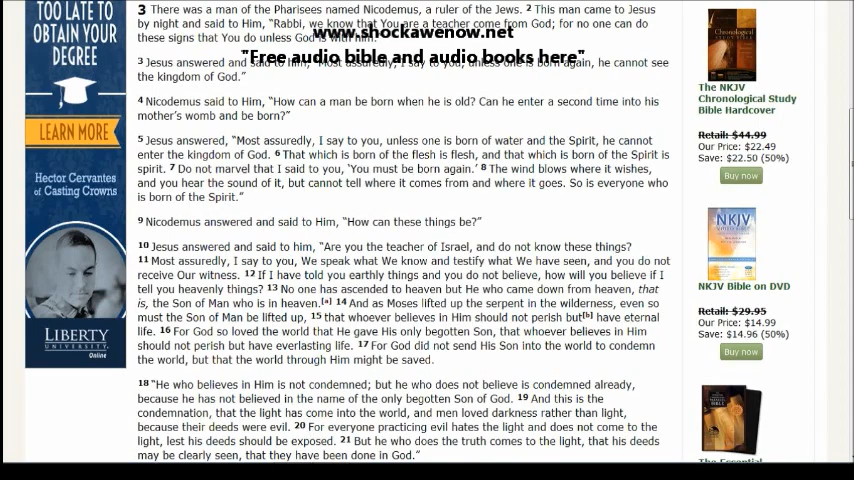 TOO LATE TO
OBTAIN YOUR
DEGREE
LEARN MORE
Hector Cervantes
of Casting Crowns
LIBERTY
UNIVERSITY
Online
www.shockawenow.net
"Free audio bible and audio books here"
3 There was a man of the Pharisees named Nicodemus, a ruler of the Jews. 2 This man came to Jesus
by night and said to Him, “Rabbi, we know that You are a teacher come from God; for no one can do
these signs that You do unless God is with him.”
3 Jesus answered and said to him, “Most assuredly, I say to you, unless one is born again, he cannot see
the kingdom of God.”
4 Nicodemus said to Him, “How can a man be born when he is old? Can he enter a second time into his
mother’s womb and be born?”
5 Jesus answered, “Most assuredly, I say to you, unless one is born of water and the Spirit, he cannot
enter the kingdom of God. 6 That which is born of the flesh is flesh, and that which is born of the Spirit is
spirit. 7 Do not marvel that I said to you, ‘You must be born again.’ 8 The wind blows where it wishes,
and you hear the sound of it, but cannot tell where it comes from and where it goes. So is everyone who
is born of the Spirit.”
9 Nicodemus answered and said to Him, “How can these things be?”
10 Jesus answered and said to him, “Are you the teacher of Israel, and do not know these things?
11 Most assuredly, I say to you, We speak what We know and testify what We have seen, and you do not
receive Our witness. 12 If I have told you earthly things and you do not believe, how will you believe if I
tell you heavenly things? 13 No one has ascended to heaven but He who came down from heaven, that
is, the Son of Man who is in heaven.[a] 14 And as Moses lifted up the serpent in the wilderness, even so
must the Son of Man be lifted up, 15 that whoever believes in Him should not perish but[b] have eternal
life. 16 For God so loved the world that He gave His only begotten Son, that whoever believes in Him
should not perish but have everlasting life. 17 For God did not send His Son into the world to condemn
the world, but that the world through Him might be saved.
18 “He who believes in Him is not condemned; but he who does not believe is condemned already,
because he has not believed in the name of the only begotten Son of God. 19 And this is the
condemnation, that the light has come into the world, and men loved darkness rather than light,
because their deeds were evil. 20 For everyone practicing evil hates the light and does not come to the
light, lest his deeds should be exposed. 21 But he who does the truth comes to the light, that his deeds
may be clearly seen, that they have been done in God.”
The NKJV
Chronological Study
Bible Hardcover
Retail: $44.99
Our Price: $22.49
Save: $22.50 (50%)
Buy now
NKJV
NKJV Bible on DVD
Retail: $29.95
Our Price: $14.99
Save: $14.96 (50%)
Buy now
The Essential